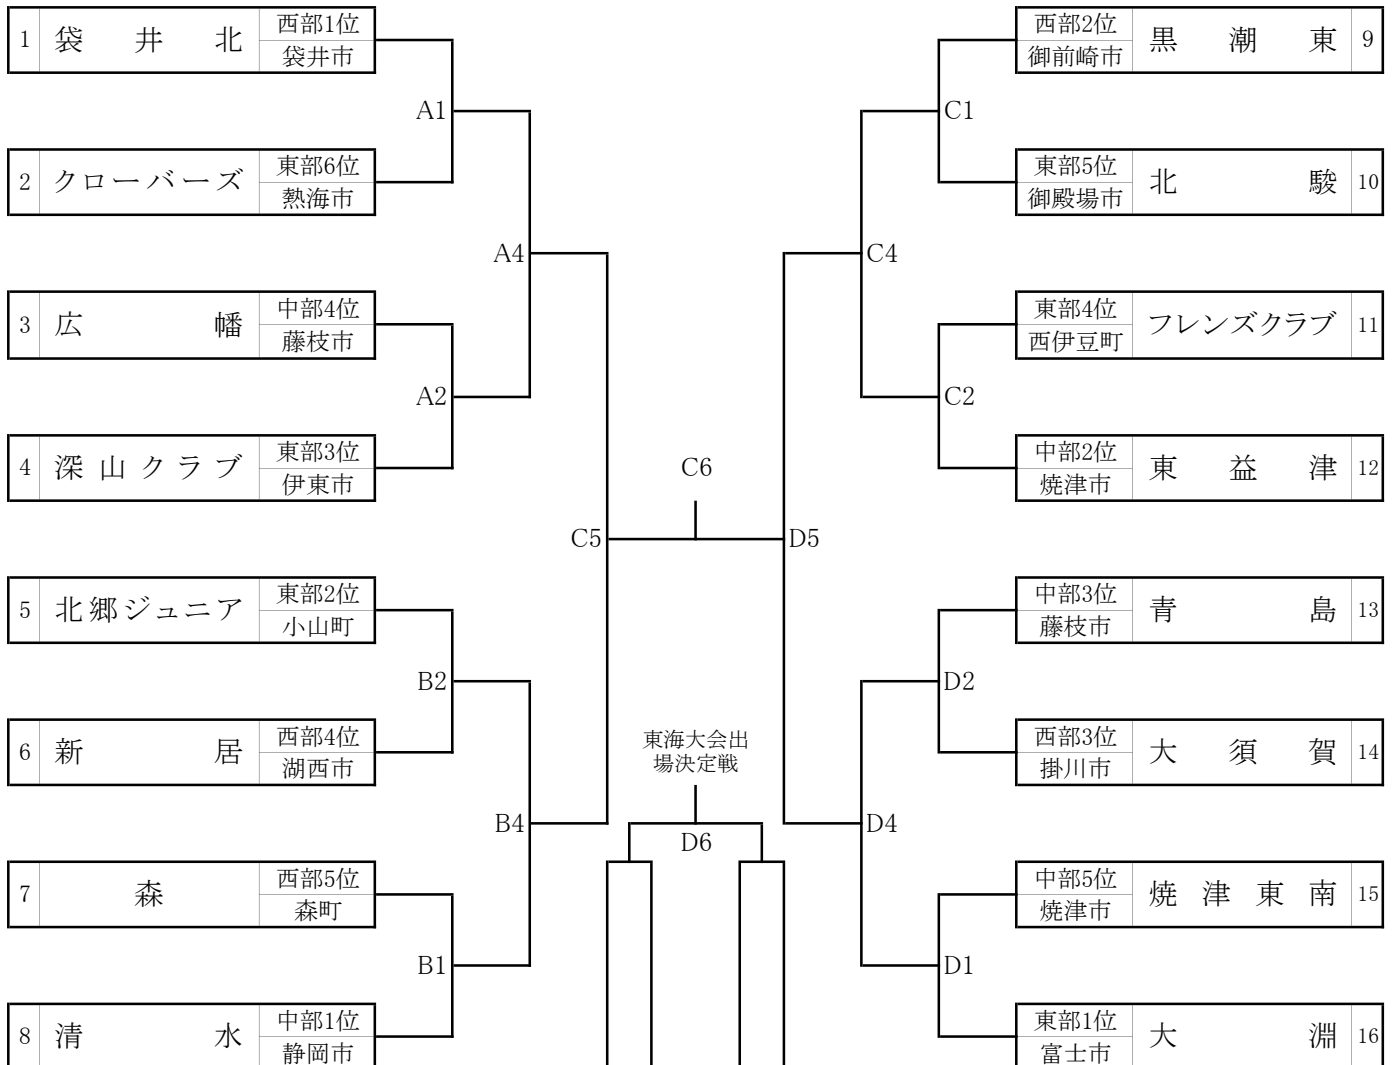 1 袋井北 西部1位
袋井市
A1
2 クローバーズ 東部6位
熱海市
A4
3 広幡 中部4位
藤枝市
A2
4 深山クラブ 東部3位
伊東市
C5
5 北郷ジュニア 東部2位
小山町
B2
6 新居 西部4位
湖西市
B4
7 森 西部5位
森町
B1
8 清水 中部1位
静岡市
C6
東海大会出
場決定戦
D6
西部2位 黒潮東 9
御前崎市
C1
東部5位 北駿 10
御殿場市
C4
東部4位 フレンズクラブ 11
西伊豆町
C2
中部2位 東益津 12
焼津市
D5
中部3位 青島 13
藤枝市
D2
西部3位 大須賀 14
掛川市
D4
中部5位 焼津東南 15
焼津市
D1
東部1位 大淵 16
富士市